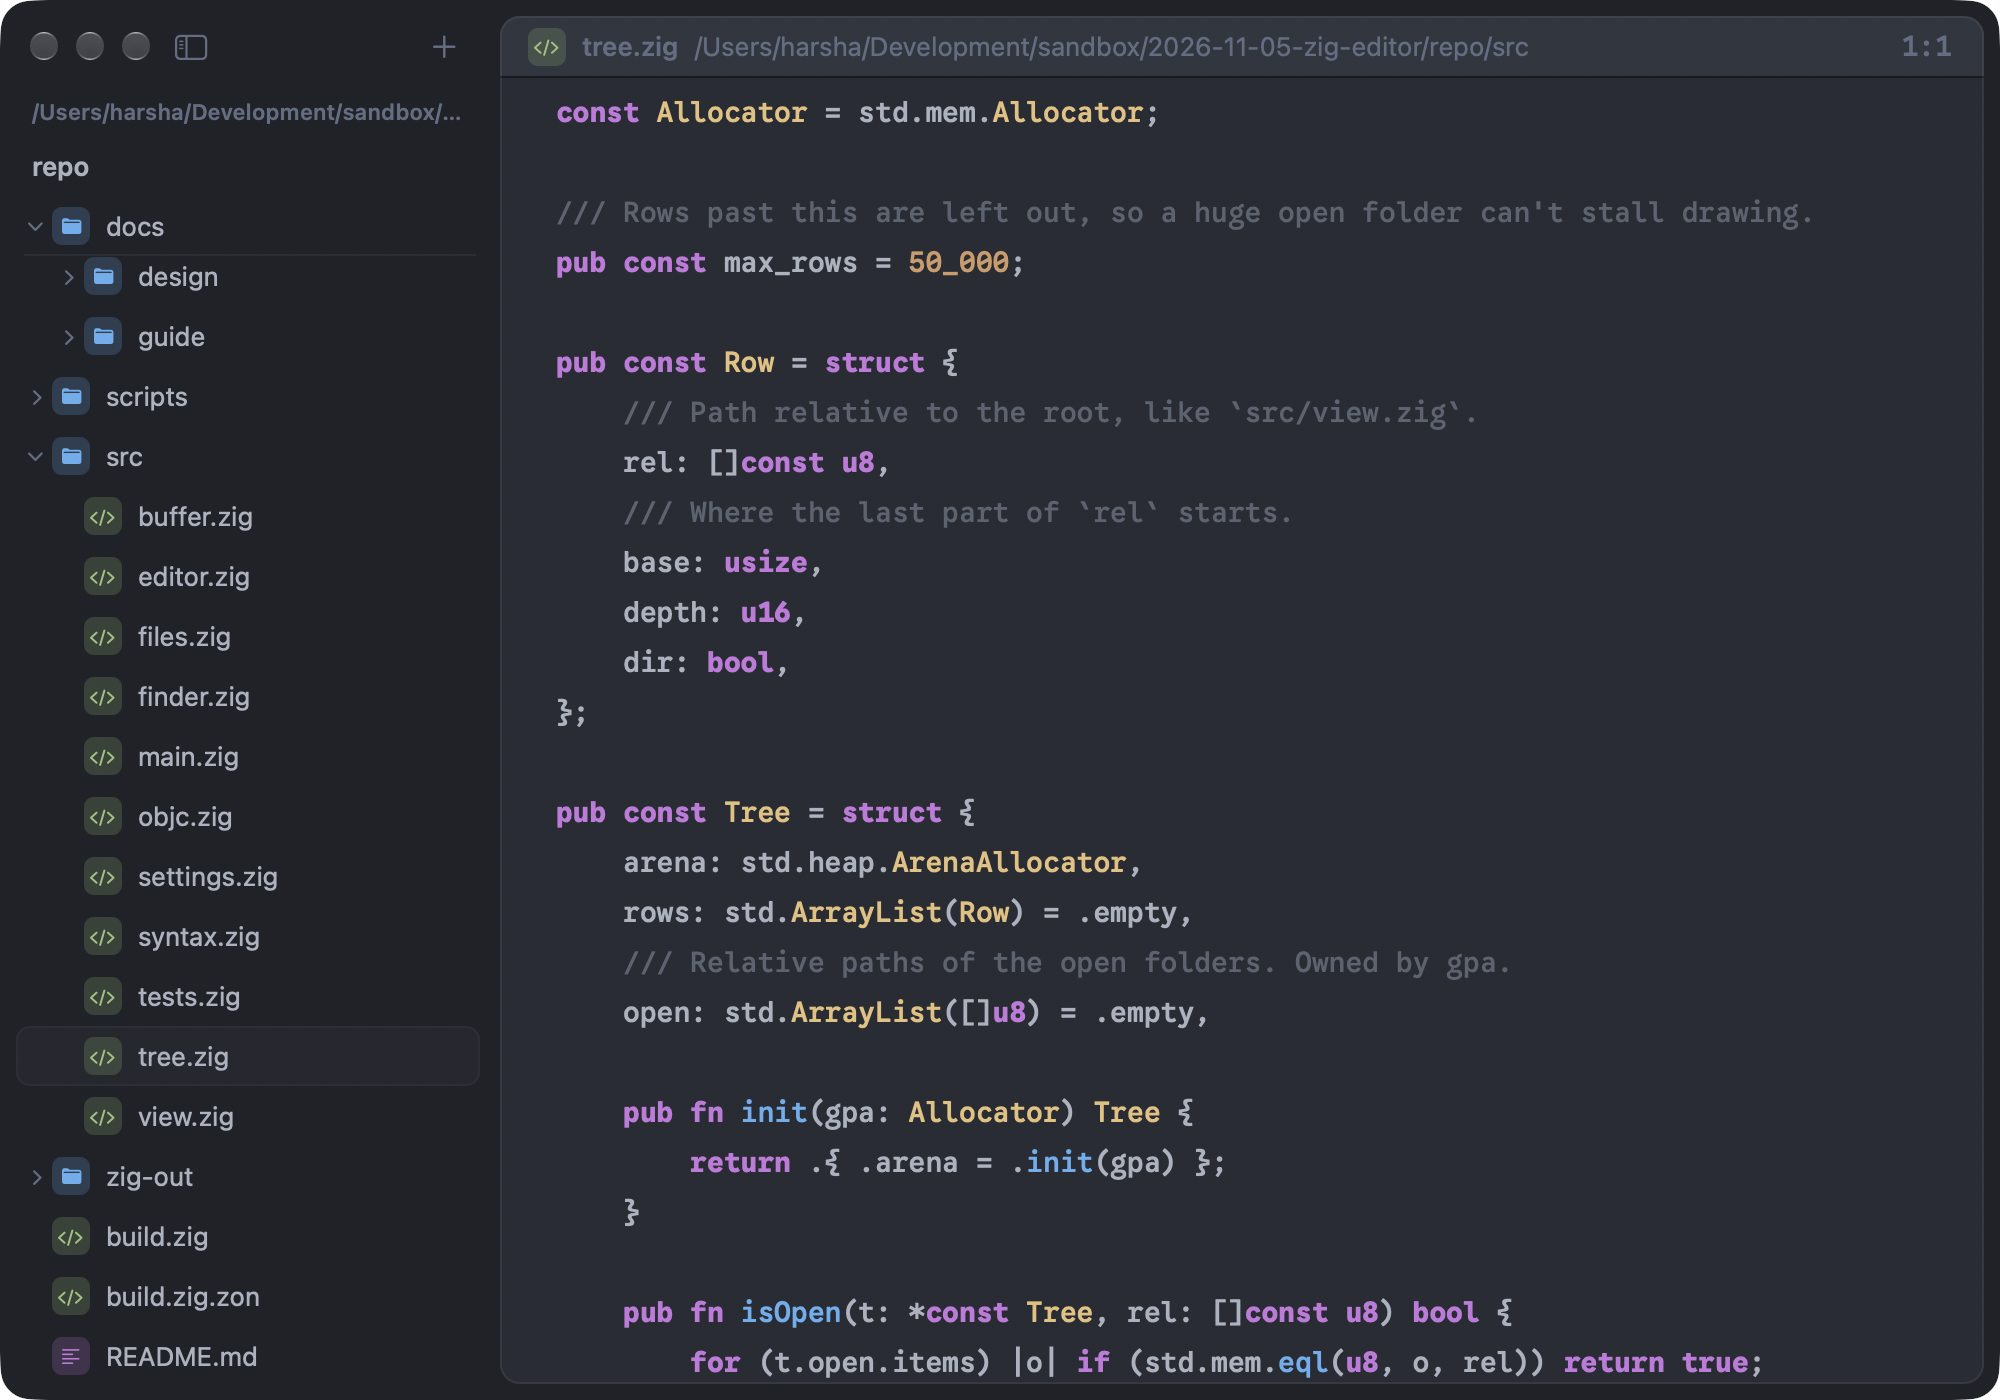 /Users/harsha/Development/sandbox/...
repo
docs
design
guide
scripts
src
buffer.zig
editor.zig
files.zig
finder.zig
main.zig
objc.zig
settings.zig
syntax.zig
tests.zig
tree.zig
view.zig
zig-out
build.zig
build.zig.zon
README.md
tree.zig /Users/harsha/Development/sandbox/2026-11-05-zig-editor/repo/src 1:1
const Allocator = std.mem.Allocator;
/// Rows past this are left out, so a huge open folder can't stall drawing.
pub const max_rows = 50_000;
pub const Row = struct {
    /// Path relative to the root, like `src/view.zig`.
    rel: []const u8,
    /// Where the last part of `rel` starts.
    base: usize,
    depth: u16,
    dir: bool,
};
pub const Tree = struct {
    arena: std.heap.ArenaAllocator,
    rows: std.ArrayList(Row) = .empty,
    /// Relative paths of the open folders. Owned by gpa.
    open: std.ArrayList([]u8) = .empty,
    pub fn init(gpa: Allocator) Tree {
        return .{ .arena = .init(gpa) };
    }
    pub fn isOpen(t: *const Tree, rel: []const u8) bool {
        for (t.open.items) |o| if (std.mem.eql(u8, o, rel)) return true;